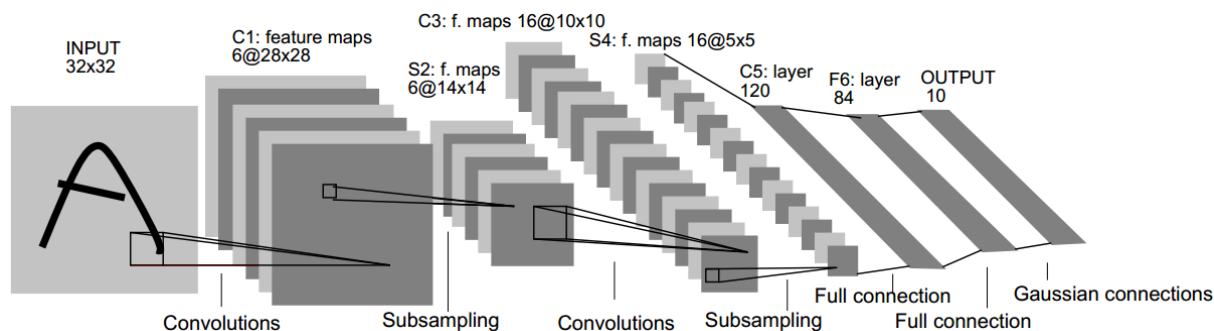 INPUT
32x32
C1: feature maps
6@28x28
S2: f. maps
6@14x14
C3: f. maps 16@10x10
S4: f. maps 16@5x5
C5: layer
120
F6: layer
84
OUTPUT
10
Convolutions
Subsampling
Convolutions
Subsampling
Full connection
Full connection
Gaussian connections
A